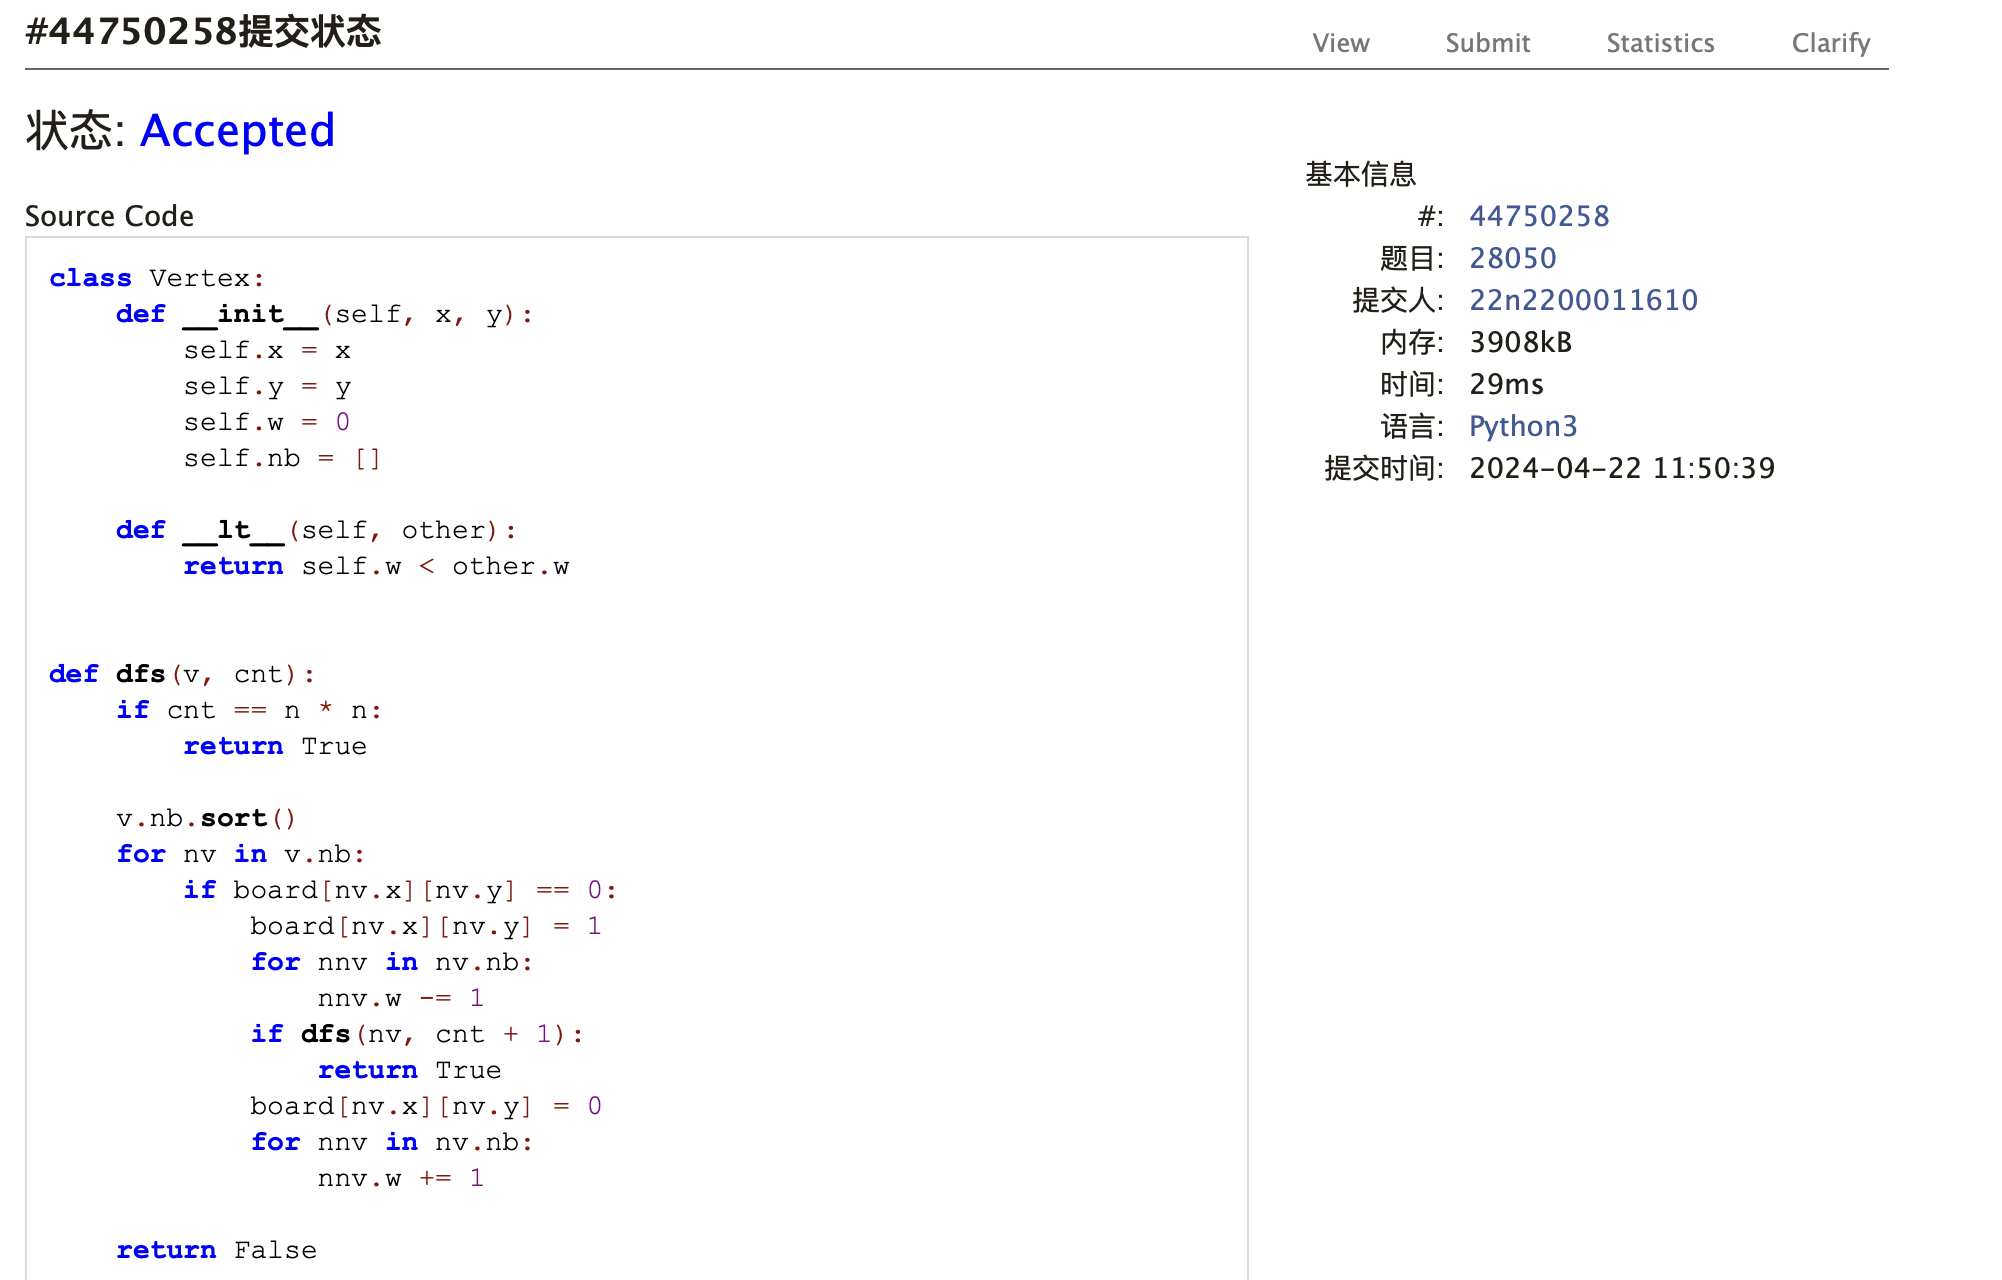 #44750258提交状态
View Submit Statistics Clarify
状态: Accepted
Source Code
class Vertex:
    def __init__(self, x, y):
        self.x = x
        self.y = y
        self.w = 0
        self.nb = []

    def __lt__(self, other):
        return self.w < other.w


def dfs(v, cnt):
    if cnt == n * n:
        return True

    v.nb.sort()
    for nv in v.nb:
        if board[nv.x][nv.y] == 0:
            board[nv.x][nv.y] = 1
            for nnv in nv.nb:
                nnv.w -= 1
            if dfs(nv, cnt + 1):
                return True
            board[nv.x][nv.y] = 0
            for nnv in nv.nb:
                nnv.w += 1

    return False
基本信息
#: 44750258
题目: 28050
提交人: 22n2200011610
内存: 3908kB
时间: 29ms
语言: Python3
提交时间: 2024-04-22 11:50:39